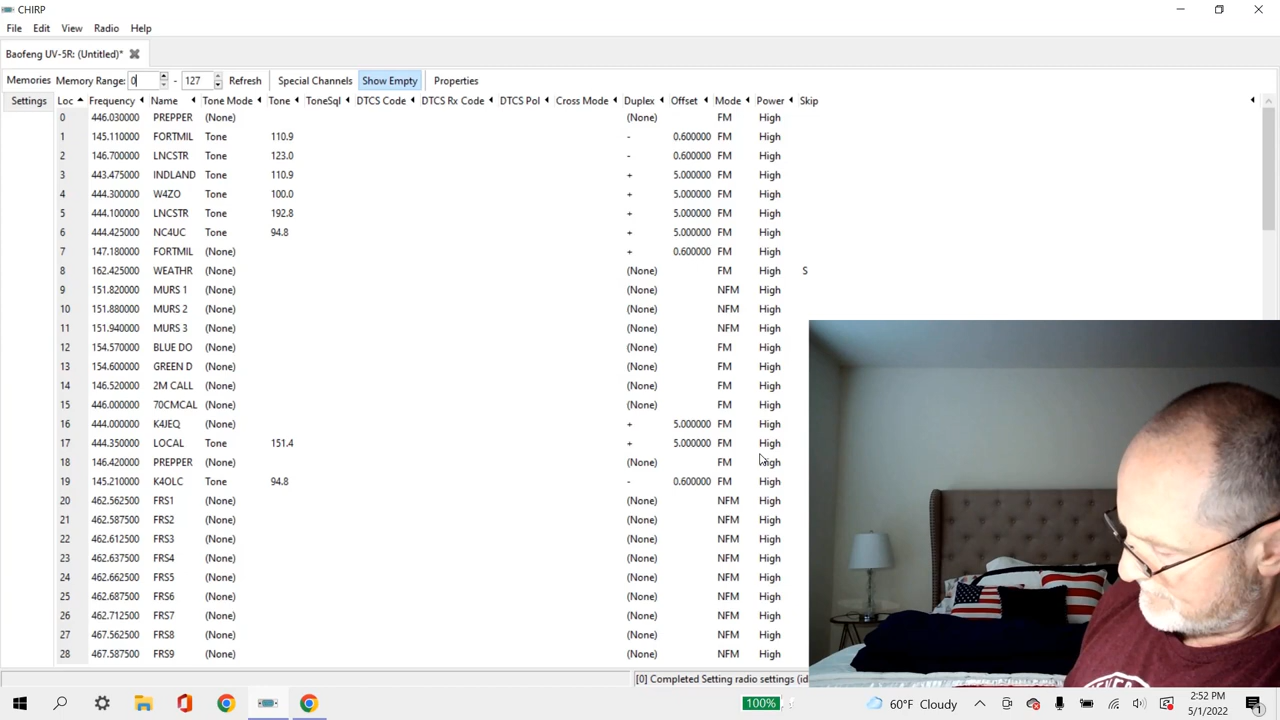 CHIRP
File Edit View Radio Help
Baofeng UV-5R: (Untitled)*
Memories Memory Range: 0 - 127 Refresh Special Channels Show Empty Properties
Settings Loc Frequency Name Tone Mode Tone ToneSql DTCS Code DTCS Rx Code DTCS Pol Cross Mode Duplex Offset Mode Power Skip
0 446.030000 PREPPER (None) (None) FM High
1 145.110000 FORTMIL Tone 110.9 - 0.600000 FM High
2 146.700000 LNCSTR Tone 123.0 - 0.600000 FM High
3 443.475000 INDLAND Tone 110.9 + 5.000000 FM High
4 444.300000 W4ZO Tone 100.0 + 5.000000 FM High
5 444.100000 LNCSTR Tone 192.8 + 5.000000 FM High
6 444.425000 NC4UC Tone 94.8 + 5.000000 FM High
7 147.180000 FORTMIL (None) + 0.600000 FM High
8 162.425000 WEATHR (None) (None) FM High S
9 151.820000 MURS 1 (None) (None) NFM High
10 151.880000 MURS 2 (None) (None) NFM High
11 151.940000 MURS 3 (None) (None) NFM High
12 154.570000 BLUE DO (None) (None) FM High
13 154.600000 GREEN D (None) (None) FM High
14 146.520000 2M CALL (None) (None) FM High
15 446.000000 70CMCAL (None) (None) FM High
16 444.000000 K4JEQ (None) + 5.000000 FM High
17 444.350000 LOCAL Tone 151.4 + 5.000000 FM High
18 146.420000 PREPPER (None) (None) FM High
19 145.210000 K4OLC Tone 94.8 - 0.600000 FM High
20 462.562500 FRS1 (None) (None) NFM High
21 462.587500 FRS2 (None) (None) NFM High
22 462.612500 FRS3 (None) (None) NFM High
23 462.637500 FRS4 (None) (None) NFM High
24 462.662500 FRS5 (None) (None) NFM High
25 462.687500 FRS6 (None) (None) NFM High
26 462.712500 FRS7 (None) (None) NFM High
27 467.562500 FRS8 (None) (None) NFM High
28 467.587500 FRS9 (None) (None) NFM High
[0] Completed Setting radio settings (id
100% 60°F Cloudy 2:52 PM
5/1/2022 1